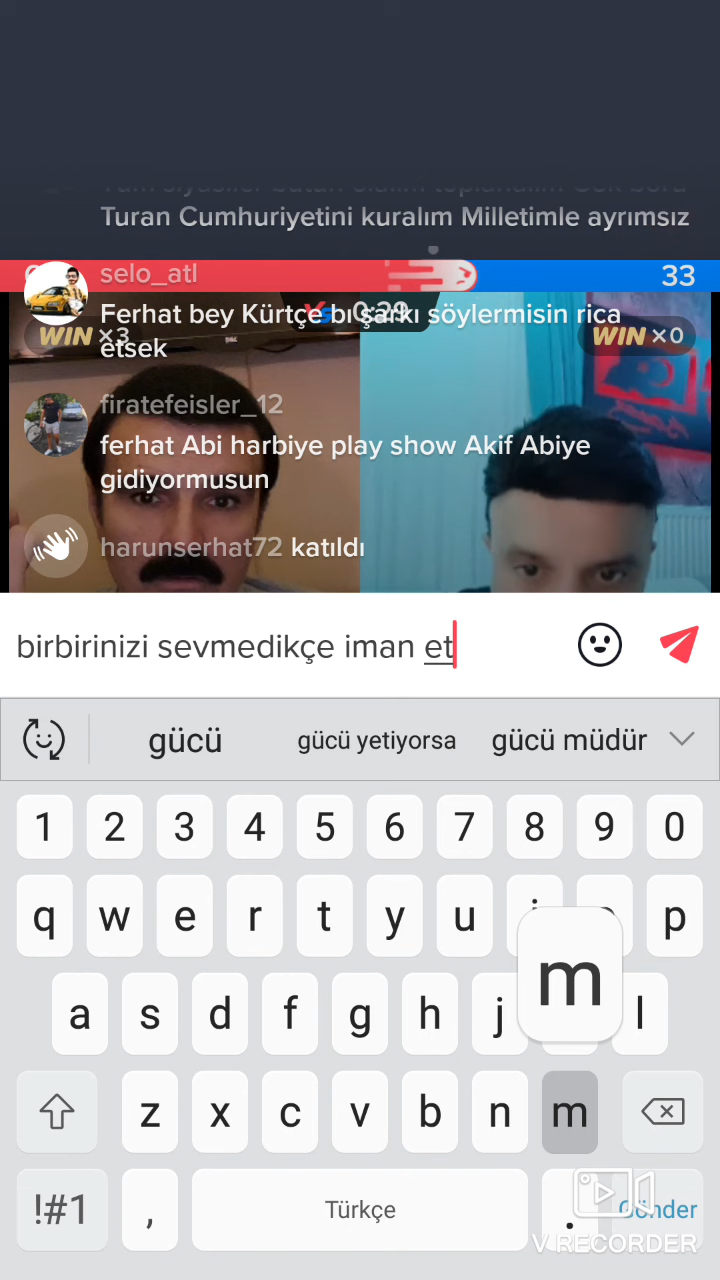 Turan Cumhuriyetini kuralım Milletimle ayrımsız
selo_atl
33
Ferhat bey Kürtçe bı şarkı söylermisin rica
etsek
0:29
WIN ×3
WIN ×0
firatefeisler_12
ferhat Abi harbiye play show Akif Abiye
gidiyormusun
harunserhat72 katıldı
birbirinizi sevmedikçe iman et
gücü
gücü yetiyorsa
gücü müdür
1 2 3 4 5 6 7 8 9 0
q w e r t y u p
a s d f g h j l
m
z x c v b n m
!#1 , Türkçe . Gönder
V RECORDER